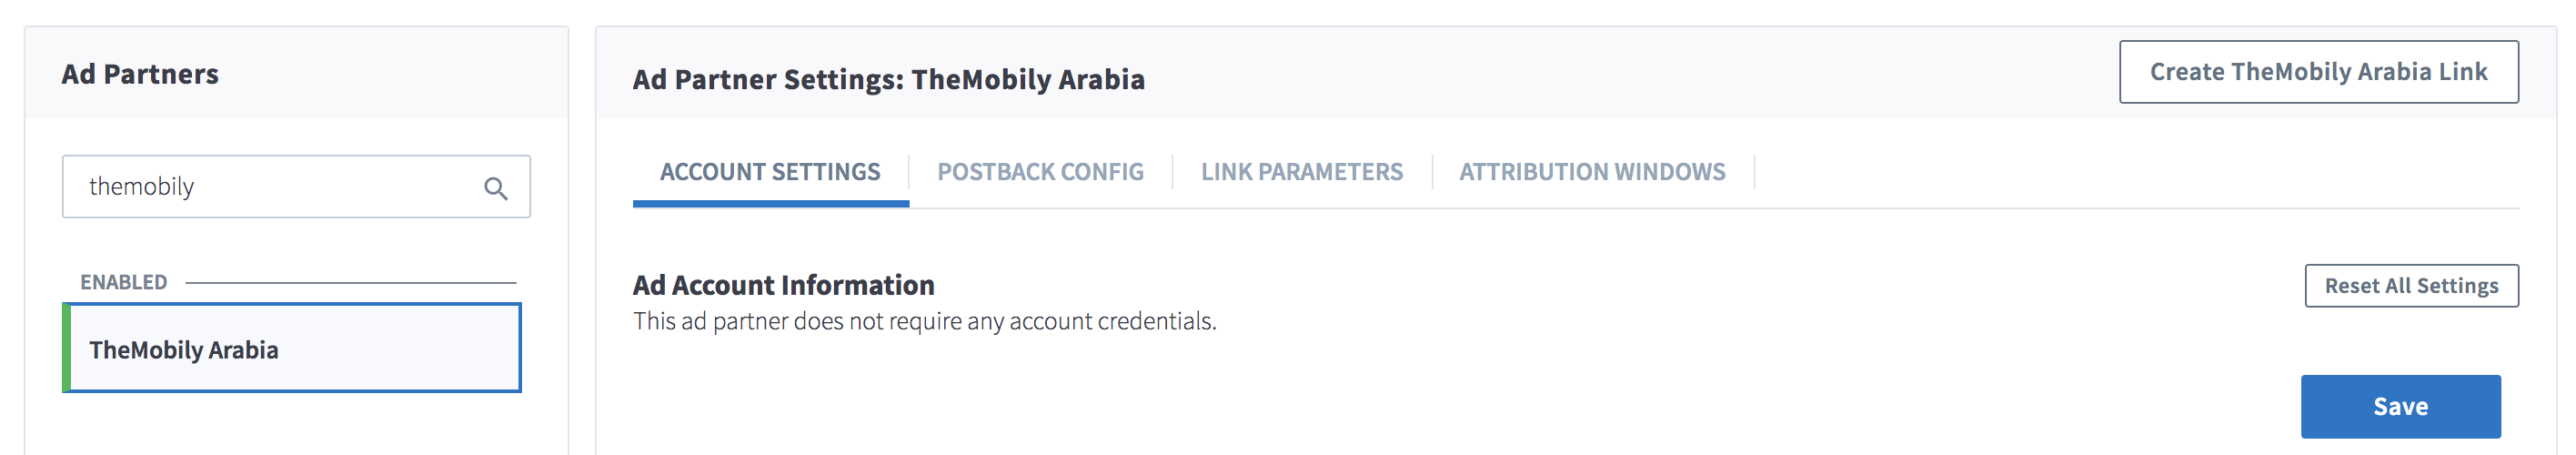 Ad Partners
themobily
ENABLED
TheMobily Arabia
Ad Partner Settings: TheMobily Arabia
Create TheMobily Arabia Link
ACCOUNT SETTINGS
POSTBACK CONFIG
LINK PARAMETERS
ATTRIBUTION WINDOWS
Ad Account Information
Reset All Settings
This ad partner does not require any account credentials.
Save